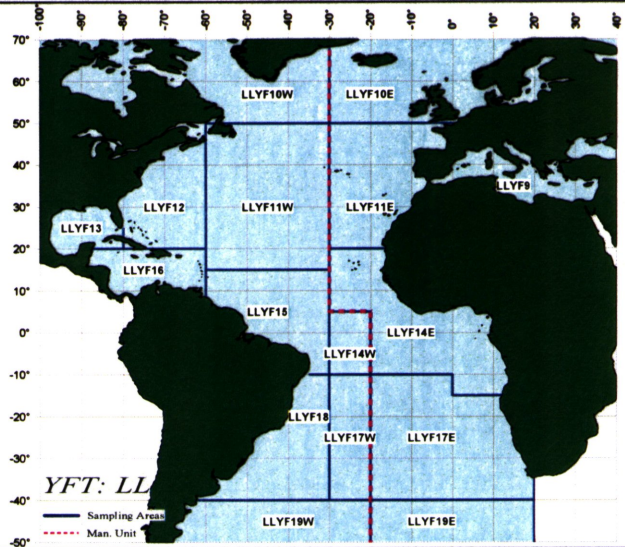 -100° -90° -80° -70° -60° -50° -40° -30° -20° -10° 0° 10° 20° 30° 40°
70°
60°
LLYF10W LLYF10E
50°
40°
LLYF9
30°
LLYF13 LLYF12 LLYF11W LLYF11E
20°
LLYF16
10°
LLYF15
0°
LLYF14W LLYF14E
-10°
-20°
LLYF18 LLYF17W LLYF17E
-30°
YFT: LL
-40°
Sampling Areas
LLYF19W LLYF19E
Man. Unit
-50°